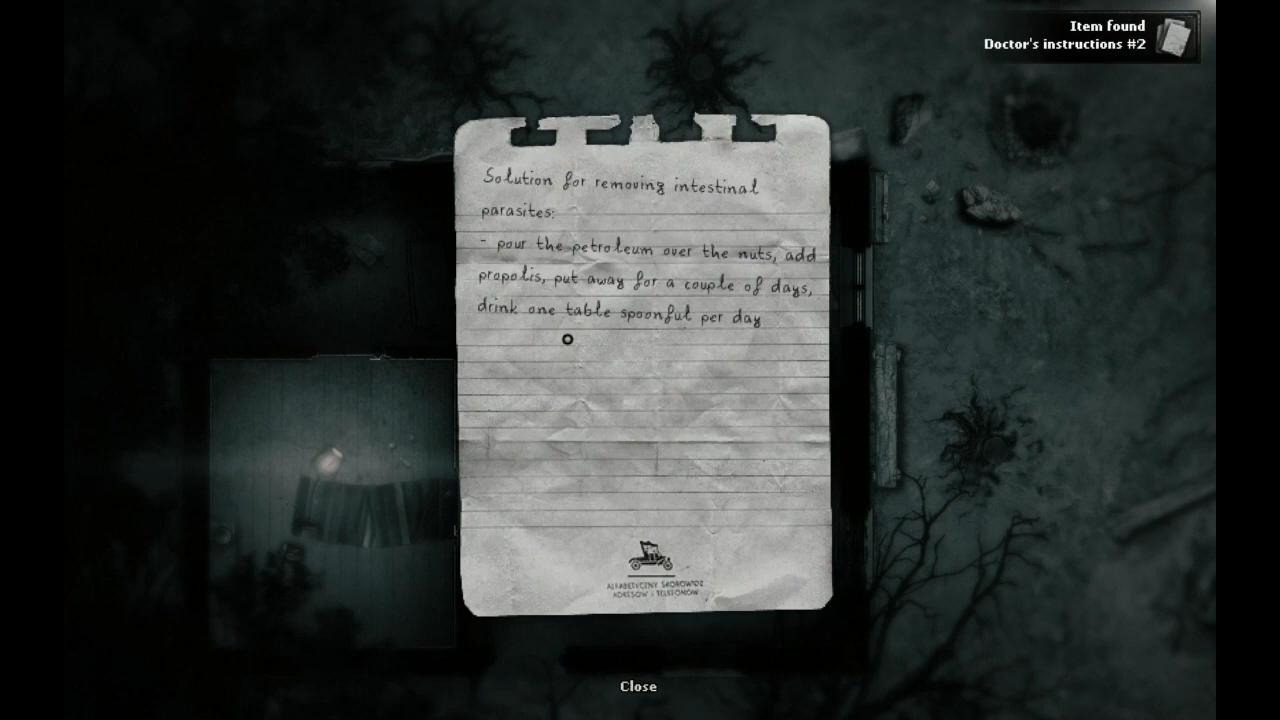 Item found
Doctor's instructions #2
Solution for removing intestinal
parasites:
- pour the petroleum over the nuts, add
propolis, put away for a couple of days,
drink one table spoonful per day
ALFABETYCZNY SKOROWIDZ
ADRESÓW i TELEFONÓW
Close